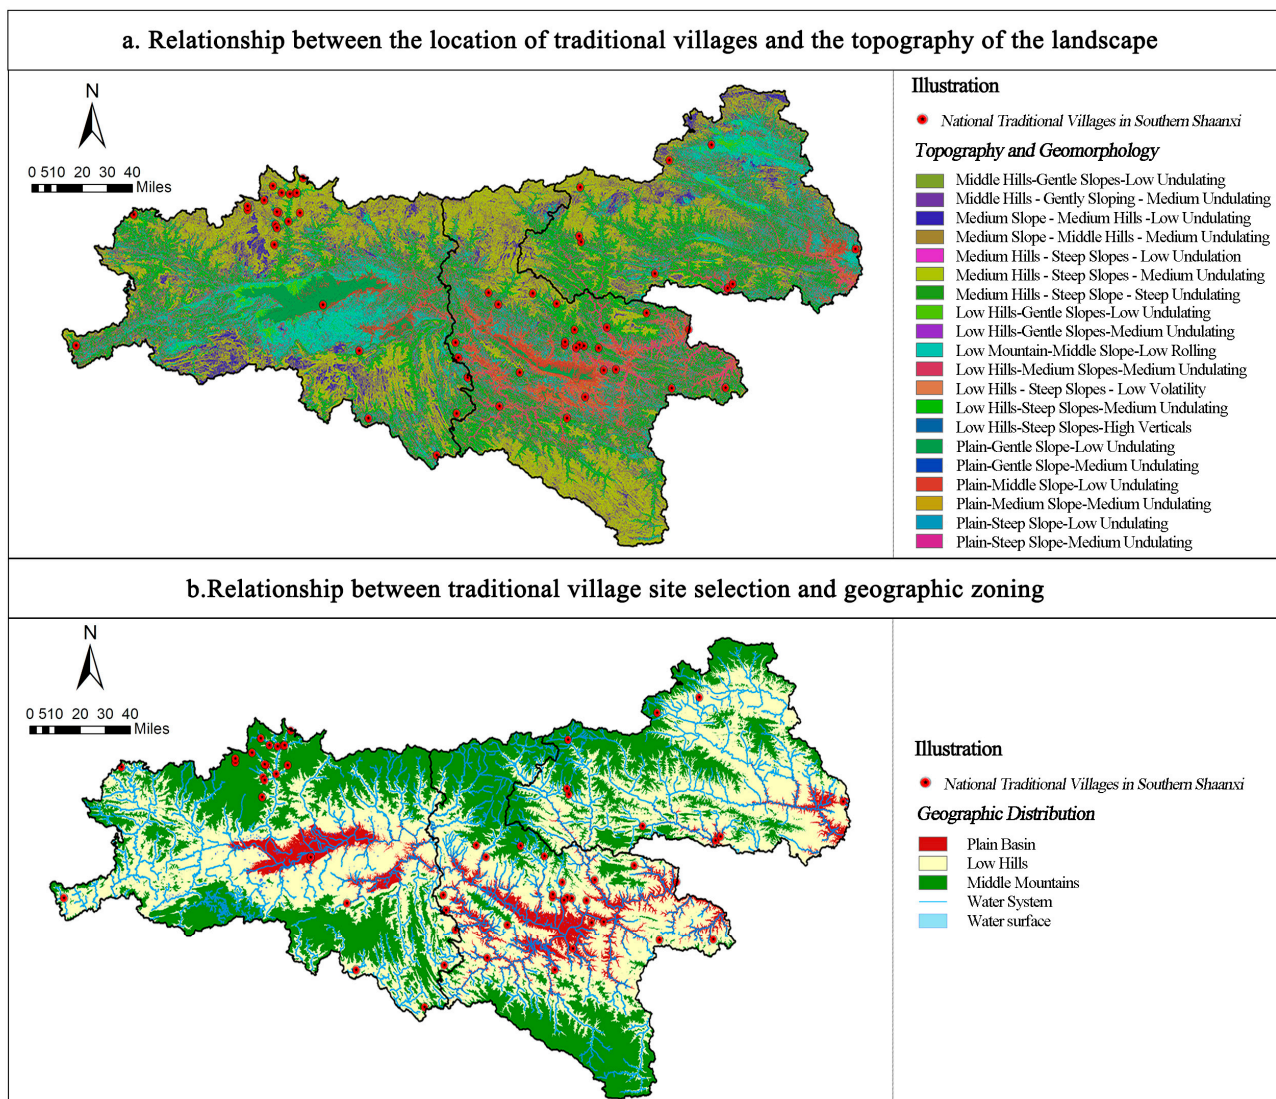 a. Relationship between the location of traditional villages and the topography of the landscape
N
0 510 20 30 40
Miles
Illustration
National Traditional Villages in Southern Shaanxi
Topography and Geomorphology
Middle Hills-Gentle Slopes-Low Undulating
Middle Hills - Gently Sloping - Medium Undulating
Medium Slope - Medium Hills -Low Undulating
Medium Slope - Middle Hills - Medium Undulating
Medium Hills - Steep Slopes - Low Undulation
Medium Hills - Steep Slopes - Medium Undulating
Medium Hills - Steep Slope - Steep Undulating
Low Hills-Gentle Slopes-Low Undulating
Low Hills-Gentle Slopes-Medium Undulating
Low Mountain-Middle Slope-Low Rolling
Low Hills-Medium Slopes-Medium Undulating
Low Hills - Steep Slopes - Low Volatility
Low Hills-Steep Slopes-Medium Undulating
Low Hills-Steep Slopes-High Verticals
Plain-Gentle Slope-Low Undulating
Plain-Gentle Slope-Medium Undulating
Plain-Middle Slope-Low Undulating
Plain-Medium Slope-Medium Undulating
Plain-Steep Slope-Low Undulating
Plain-Steep Slope-Medium Undulating
b.Relationship between traditional village site selection and geographic zoning
N
0 510 20 30 40
Miles
Illustration
National Traditional Villages in Southern Shaanxi
Geographic Distribution
Plain Basin
Low Hills
Middle Mountains
Water System
Water surface